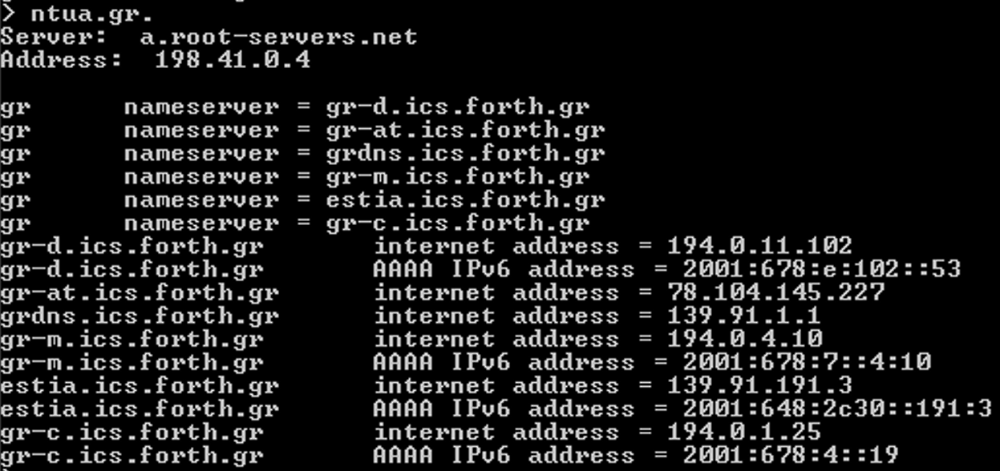 > ntua.gr.
Server:  a.root-servers.net
Address:  198.41.0.4

gr      nameserver = gr-d.ics.forth.gr
gr      nameserver = gr-at.ics.forth.gr
gr      nameserver = grdns.ics.forth.gr
gr      nameserver = gr-m.ics.forth.gr
gr      nameserver = estia.ics.forth.gr
gr      nameserver = gr-c.ics.forth.gr
gr-d.ics.forth.gr       internet address = 194.0.11.102
gr-d.ics.forth.gr       AAAA IPv6 address = 2001:678:e:102::53
gr-at.ics.forth.gr      internet address = 78.104.145.227
grdns.ics.forth.gr      internet address = 139.91.1.1
gr-m.ics.forth.gr       internet address = 194.0.4.10
gr-m.ics.forth.gr       AAAA IPv6 address = 2001:678:7::4:10
estia.ics.forth.gr      internet address = 139.91.191.3
estia.ics.forth.gr      AAAA IPv6 address = 2001:648:2c30::191:3
gr-c.ics.forth.gr       internet address = 194.0.1.25
gr-c.ics.forth.gr       AAAA IPv6 address = 2001:678:4::19